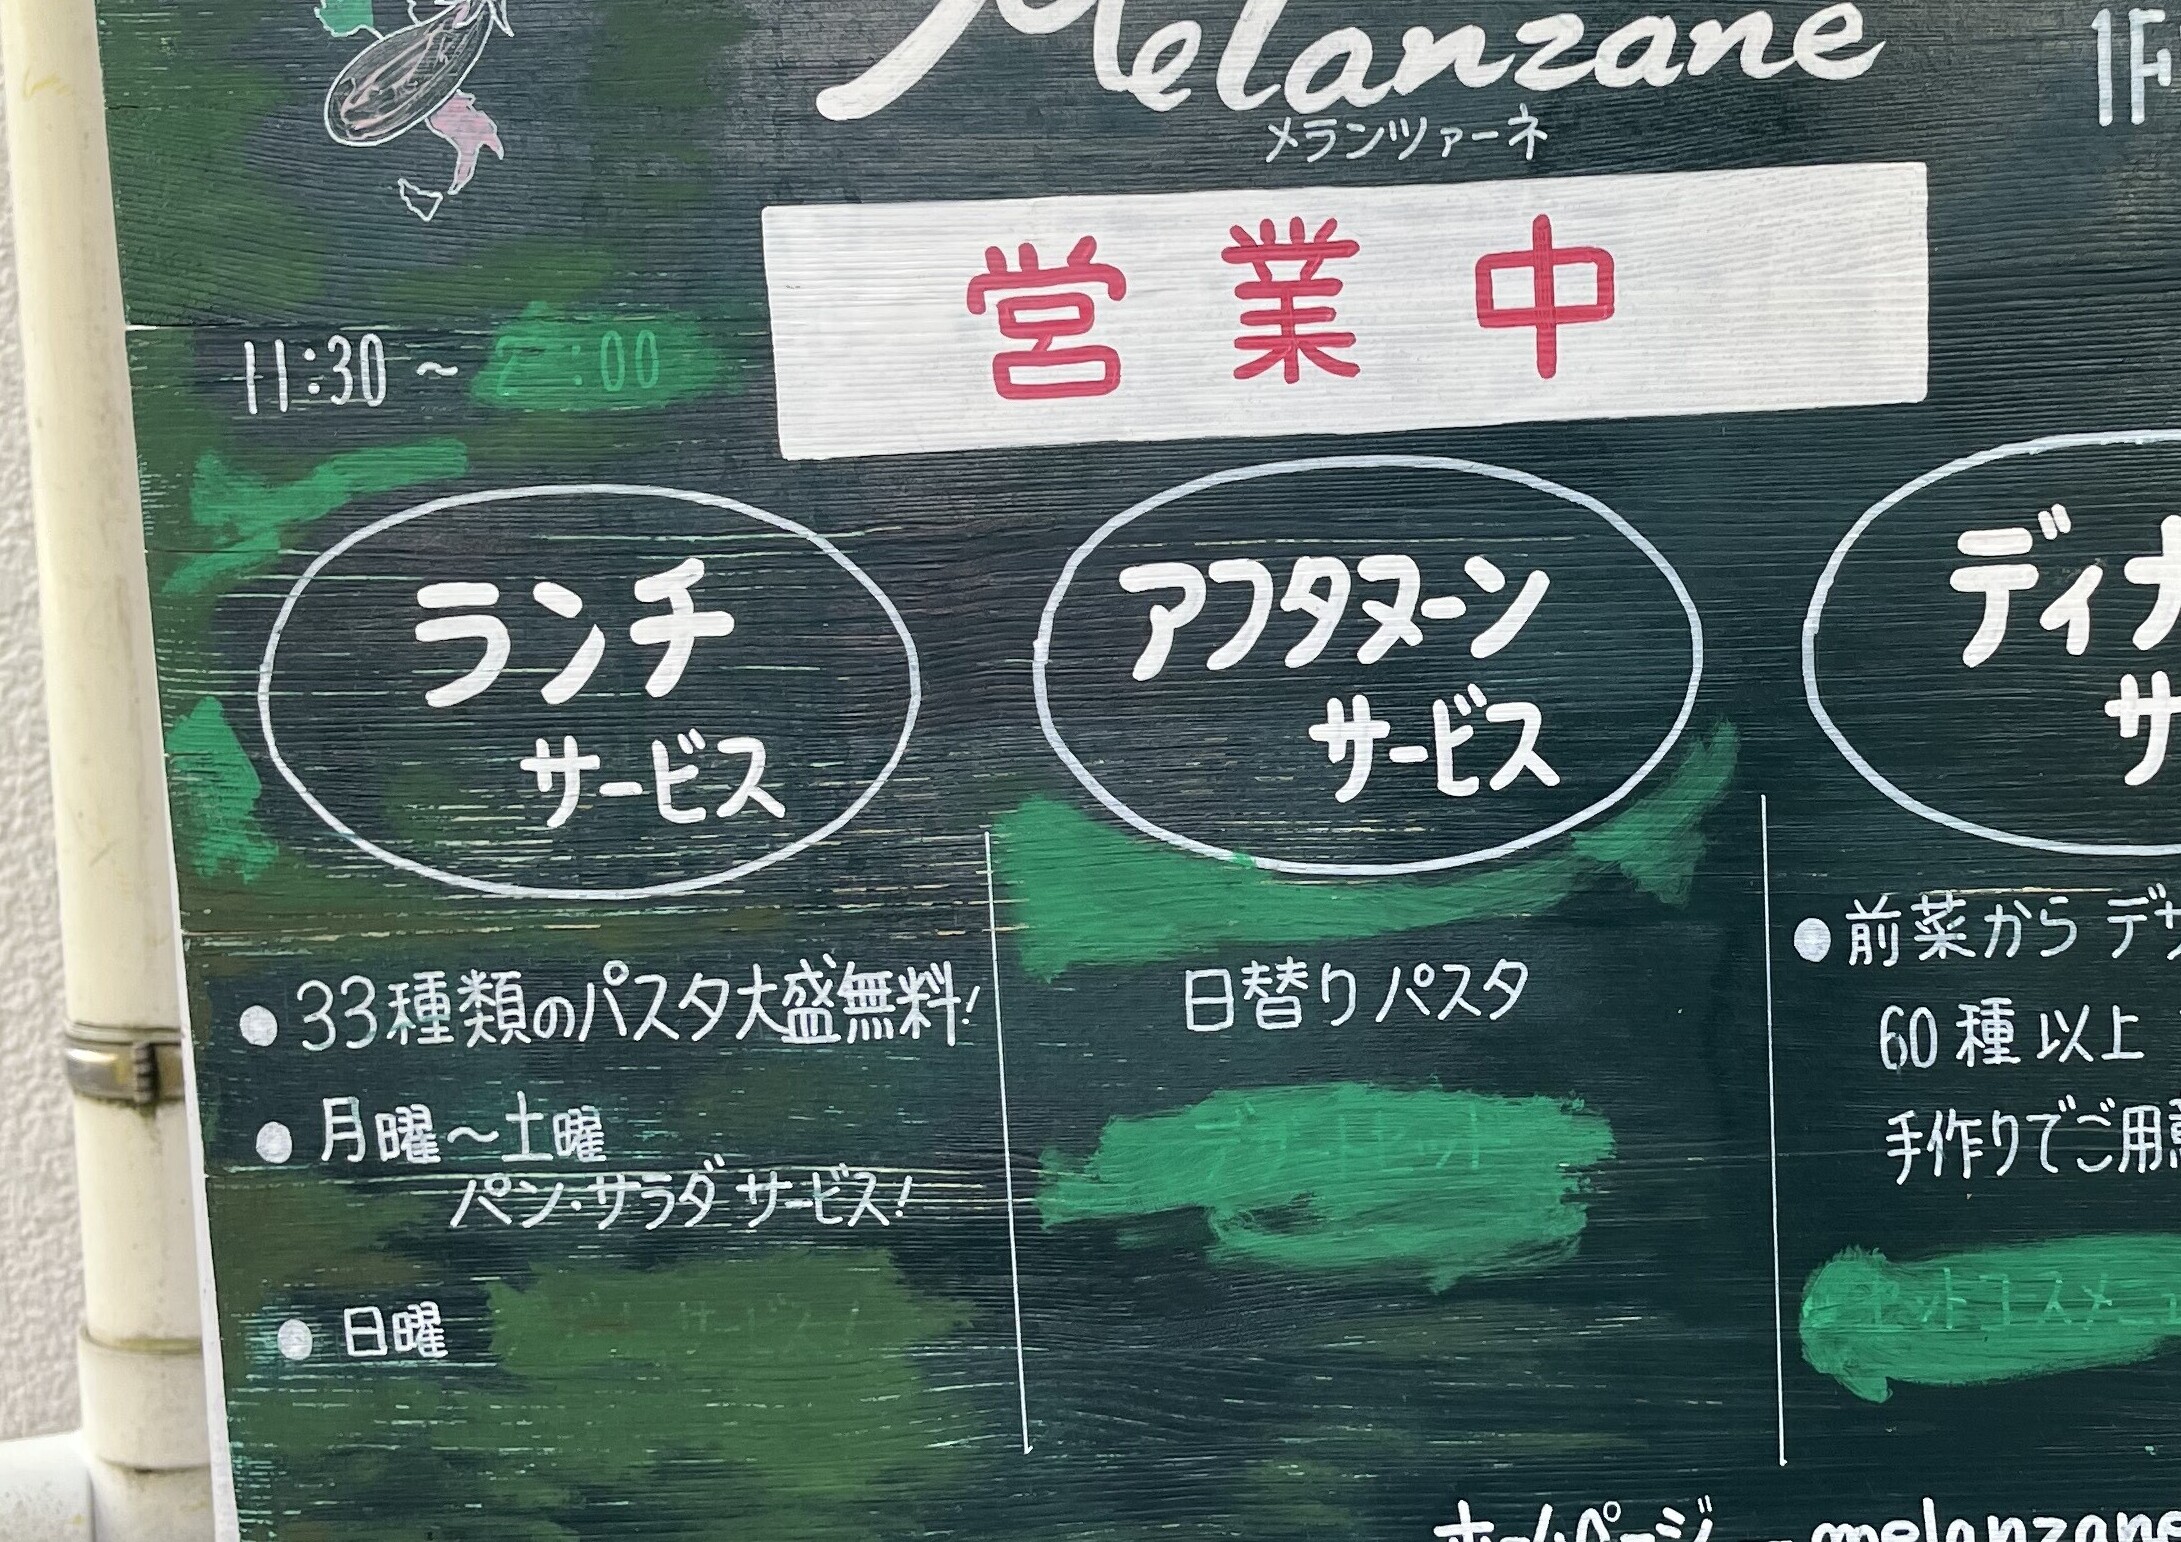 Melanzane
1F
メランツァーネ
営業中
11:30 ~
ランチ
サービス
アフタヌーン
サービス
ディナ
サ
●33種類のパスタ大盛無料!
●月曜~土曜
パン・サラダサービス!
●日曜
日替りパスタ
●前菜からデザ
60種以上
手作りでご用意
ホームページ melanzane